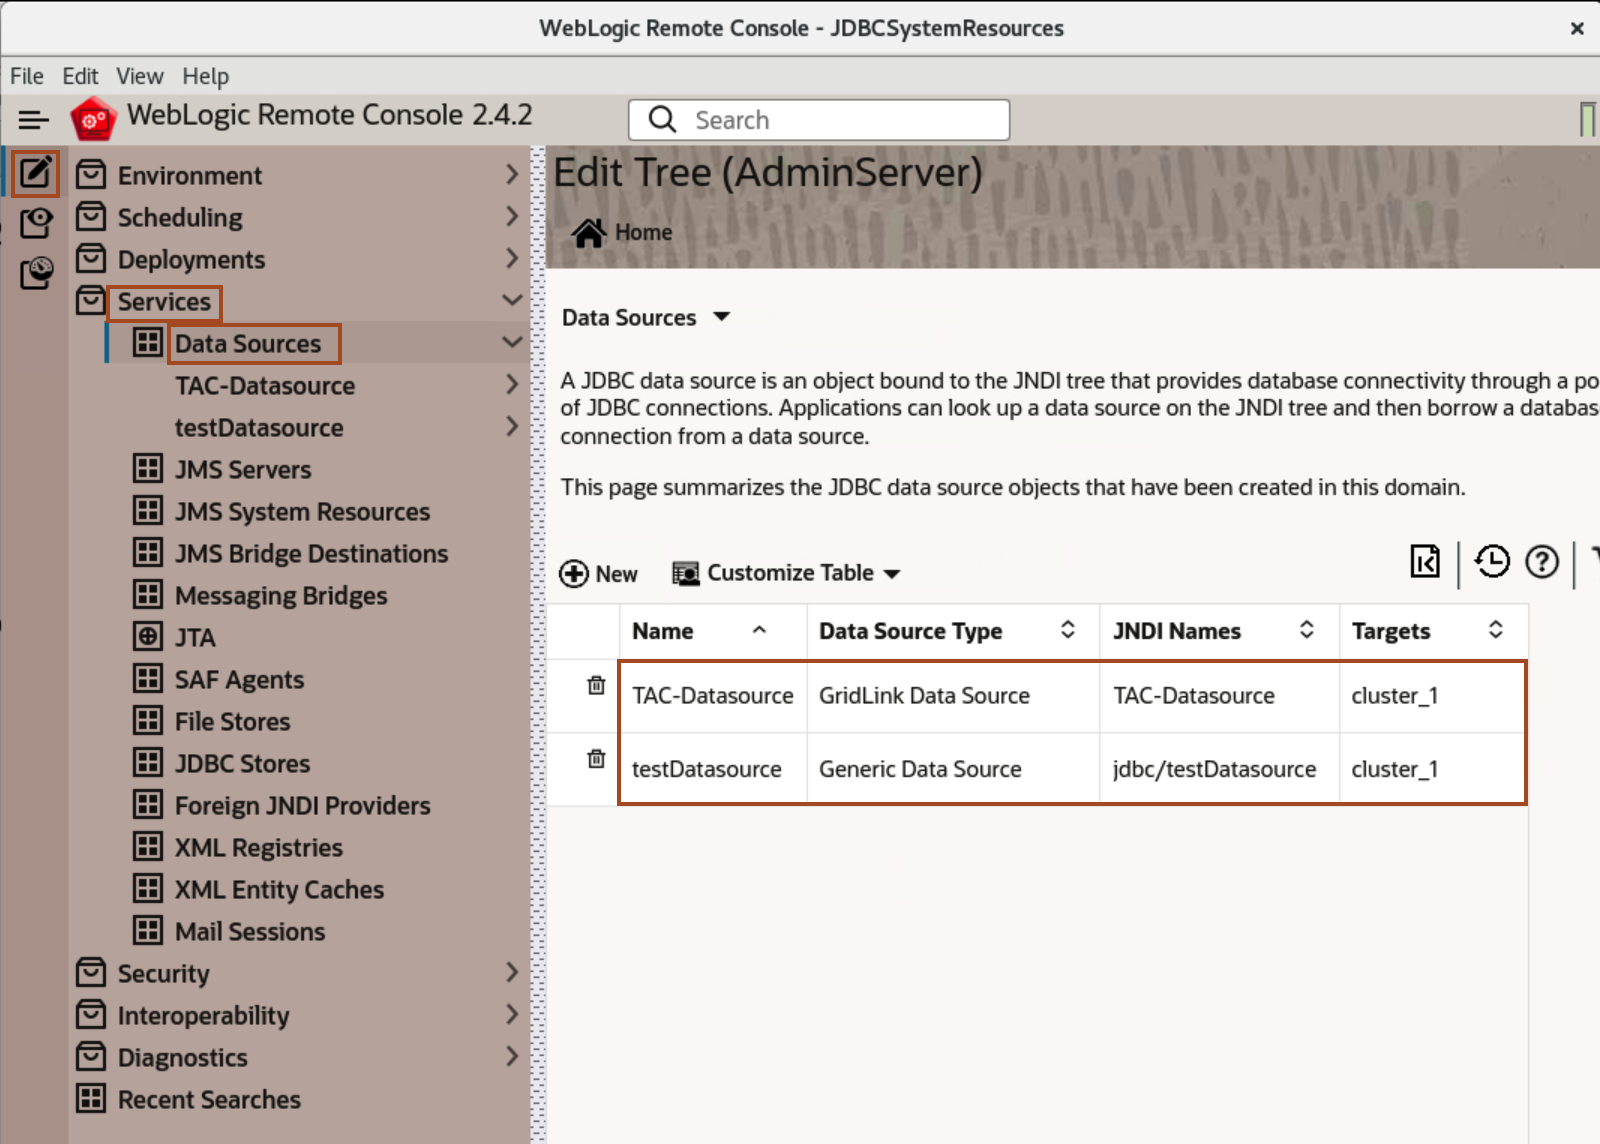 WebLogic Remote Console - JDBCSystemResources
File Edit View Help
WebLogic Remote Console 2.4.2
Search
Environment
Scheduling
Deployments
Services
Data Sources
TAC-Datasource
testDatasource
JMS Servers
JMS System Resources
JMS Bridge Destinations
Messaging Bridges
JTA
SAF Agents
File Stores
JDBC Stores
Foreign JNDI Providers
XML Registries
XML Entity Caches
Mail Sessions
Security
Interoperability
Diagnostics
Recent Searches
Edit Tree (AdminServer)
Home
Data Sources
A JDBC data source is an object bound to the JNDI tree that provides database connectivity through a po
of JDBC connections. Applications can look up a data source on the JNDI tree and then borrow a databas
connection from a data source.
This page summarizes the JDBC data source objects that have been created in this domain.
New Customize Table
Name Data Source Type JNDI Names Targets
TAC-Datasource GridLink Data Source TAC-Datasource cluster_1
testDatasource Generic Data Source jdbc/testDatasource cluster_1